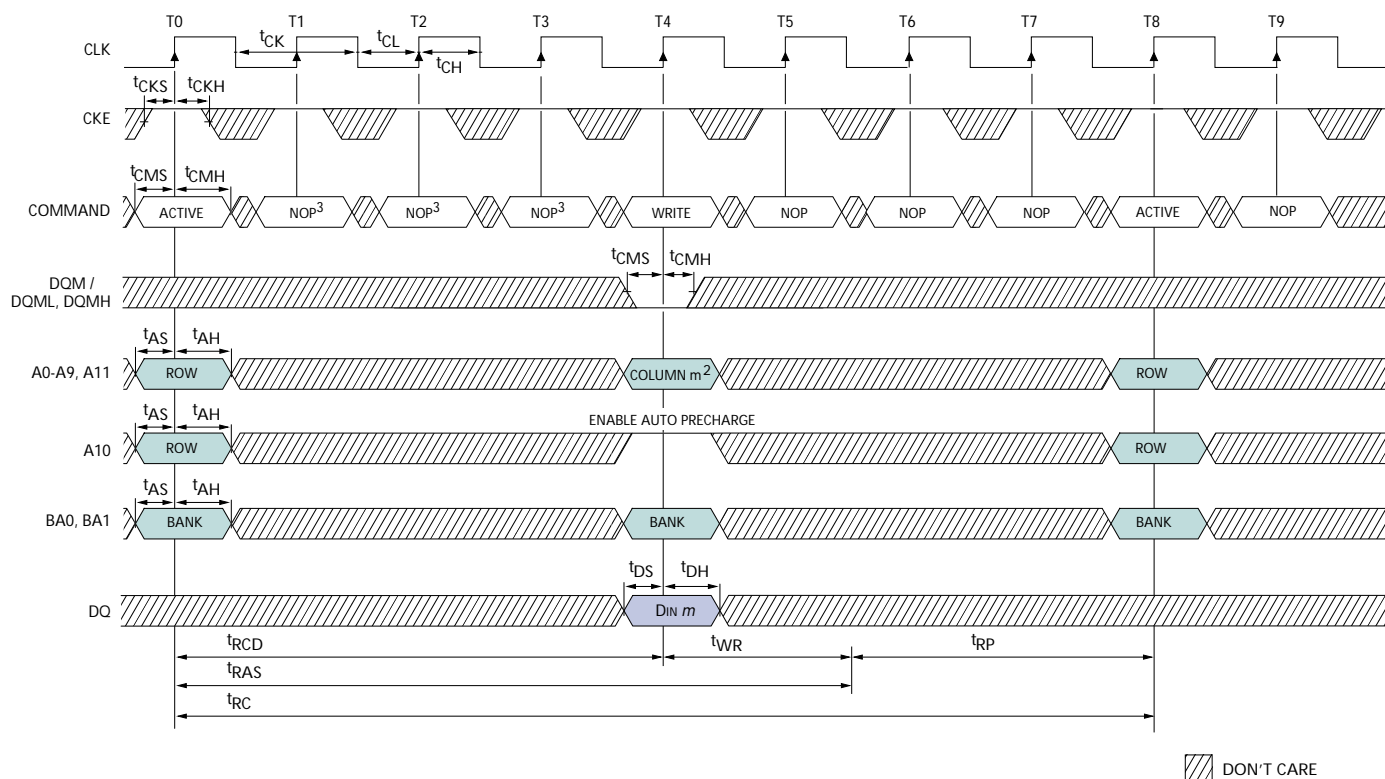 T0 T1 T2 T3 T4 T5 T6 T7 T8 T9
CLK
tCK tCL
tCH
tCKS tCKH
CKE
tCMS tCMH
COMMAND ACTIVE NOP3 NOP3 NOP3 WRITE NOP NOP NOP ACTIVE NOP
tCMS tCMH
DQM /
DQML, DQMH
tAS tAH
A0-A9, A11 ROW COLUMN m2 ROW
ENABLE AUTO PRECHARGE
tAS tAH
A10 ROW ROW
tAS tAH
BA0, BA1 BANK BANK BANK
tDS tDH
DQ DIN m
tRCD tWR tRP
tRAS
tRC
DON'T CARE